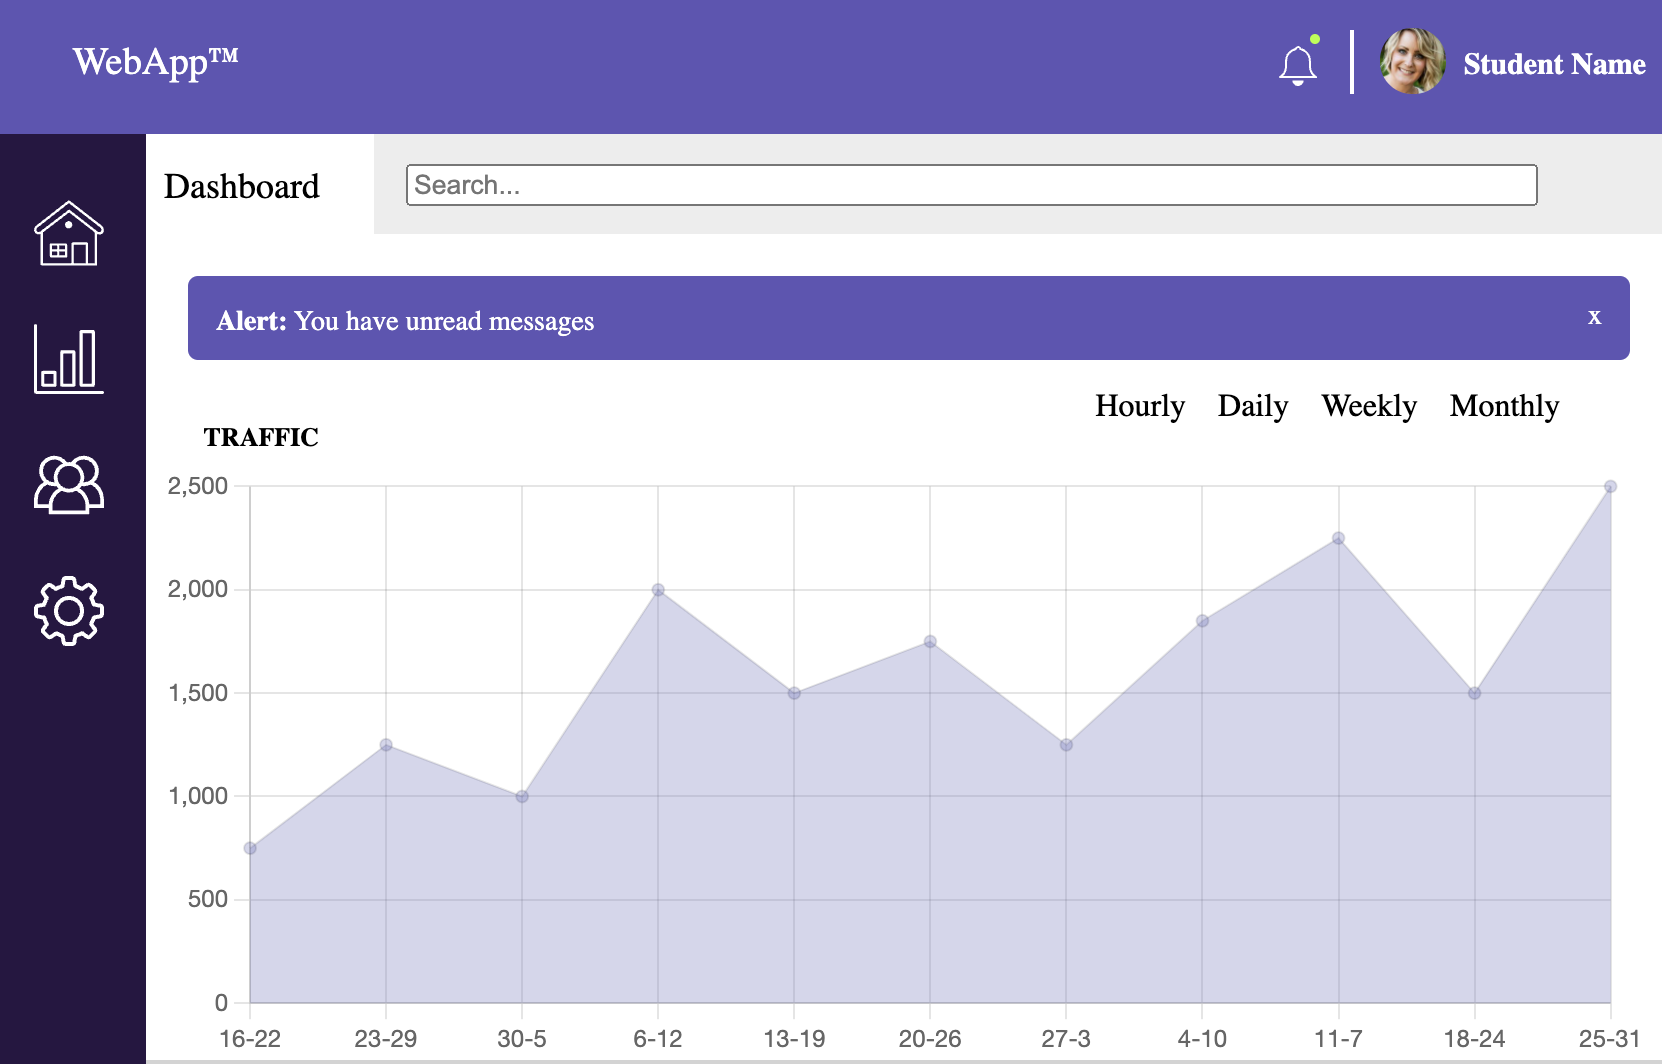 WebApp™
Student Name
Dashboard
Search...
Alert: You have unread messages
x
Hourly Daily Weekly Monthly
TRAFFIC
2,500
2,000
1,500
1,000
500
0
16-22 23-29 30-5 6-12 13-19 20-26 27-3 4-10 11-7 18-24 25-31